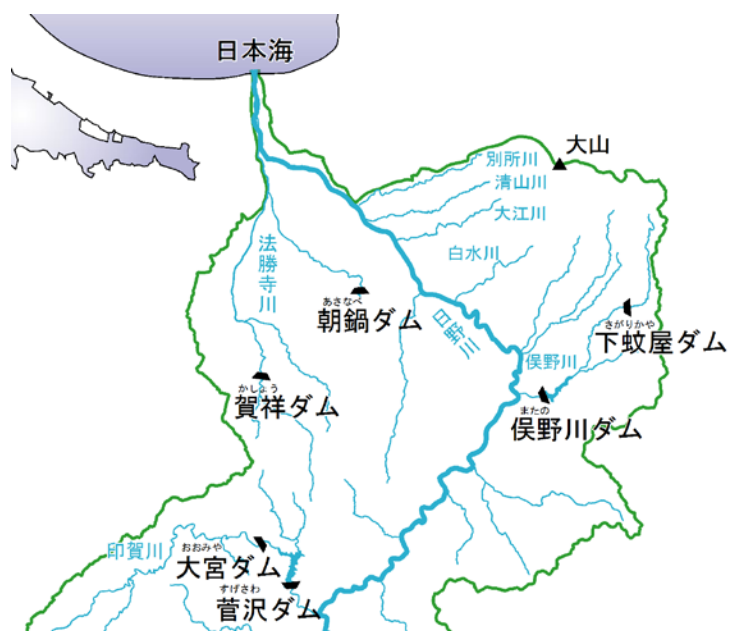 日本海
大山
別所川
清山川
大江川
白水川
法勝寺川
あさなべ
朝鍋ダム
日野川
さがりかや
下蚊屋ダム
俣野川
またの
俣野川ダム
かしょう
賀祥ダム
印賀川
おおみや
大宮ダム
すげさわ
菅沢ダム